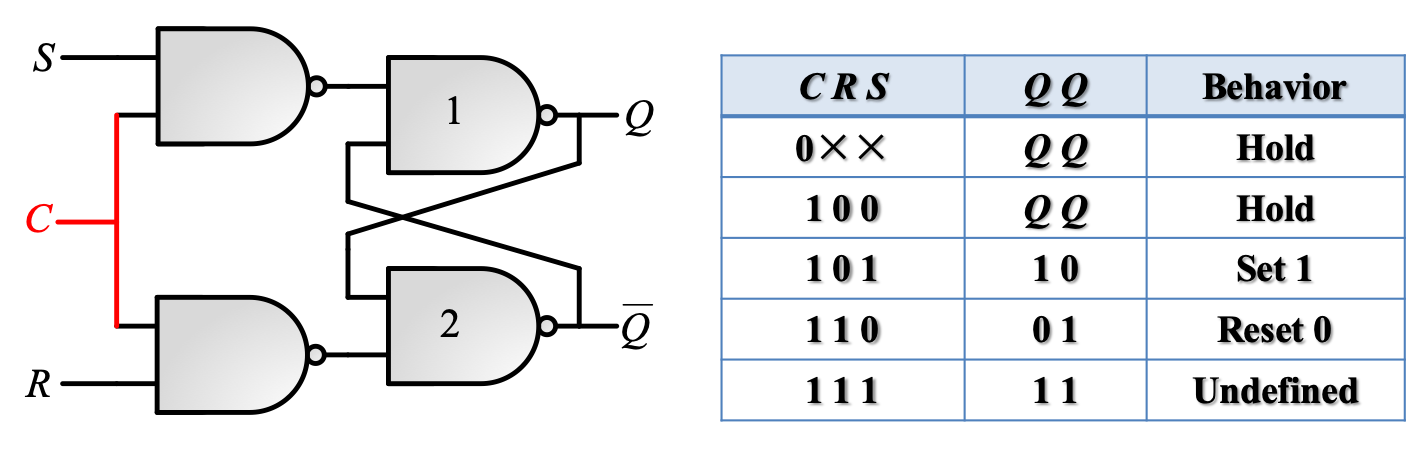 S
C
R
1
2
Q
Q̅
C R S Q Q Behavior
0 × × Q Q Hold
1 0 0 Q Q Hold
1 0 1 1 0 Set 1
1 1 0 0 1 Reset 0
1 1 1 1 1 Undefined